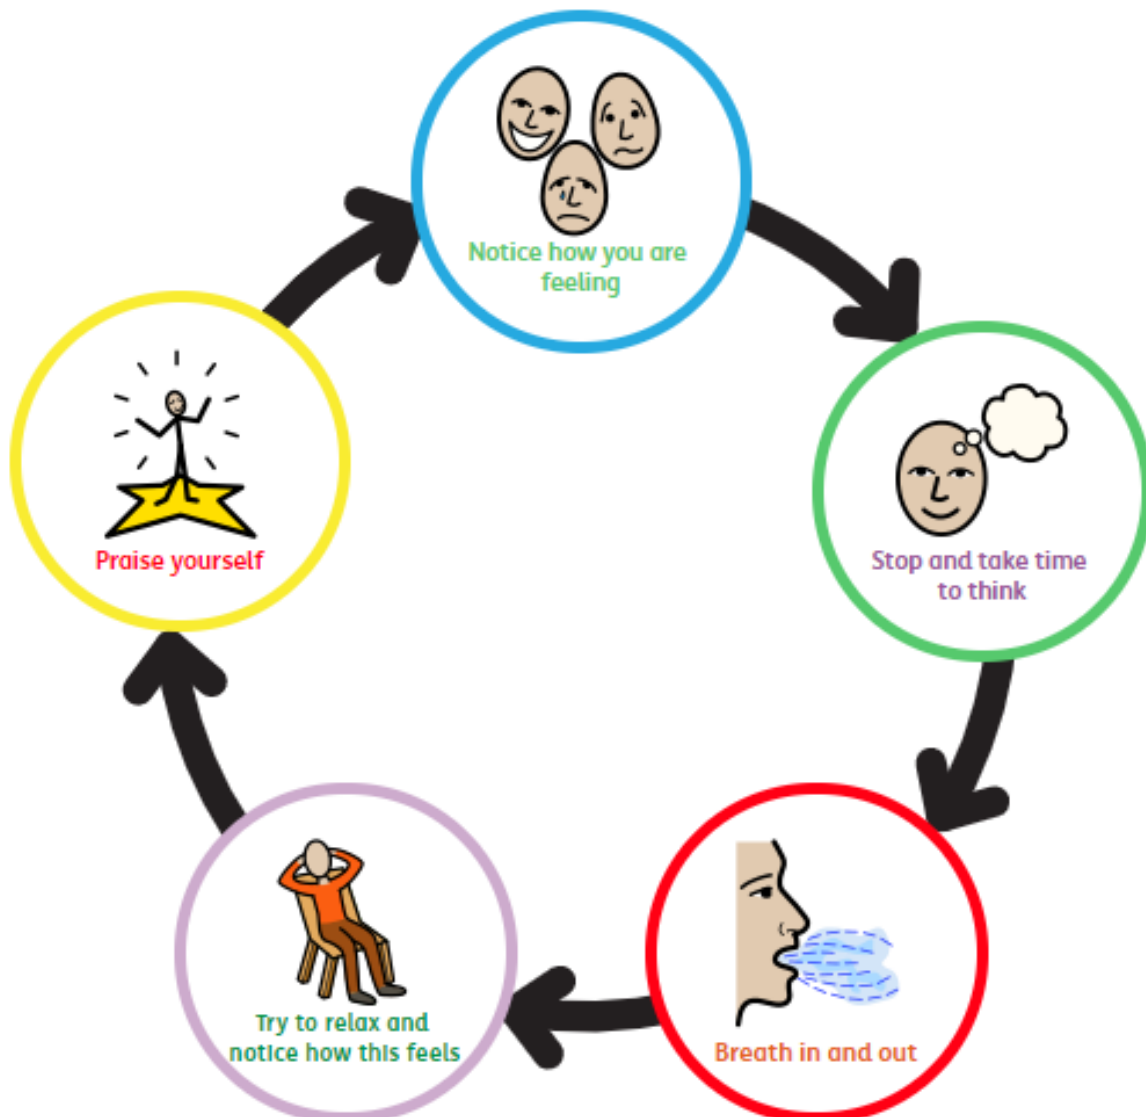 Notice how you are
feeling
Stop and take time
to think
Breath in and out
Try to relax and
notice how this feels
Praise yourself